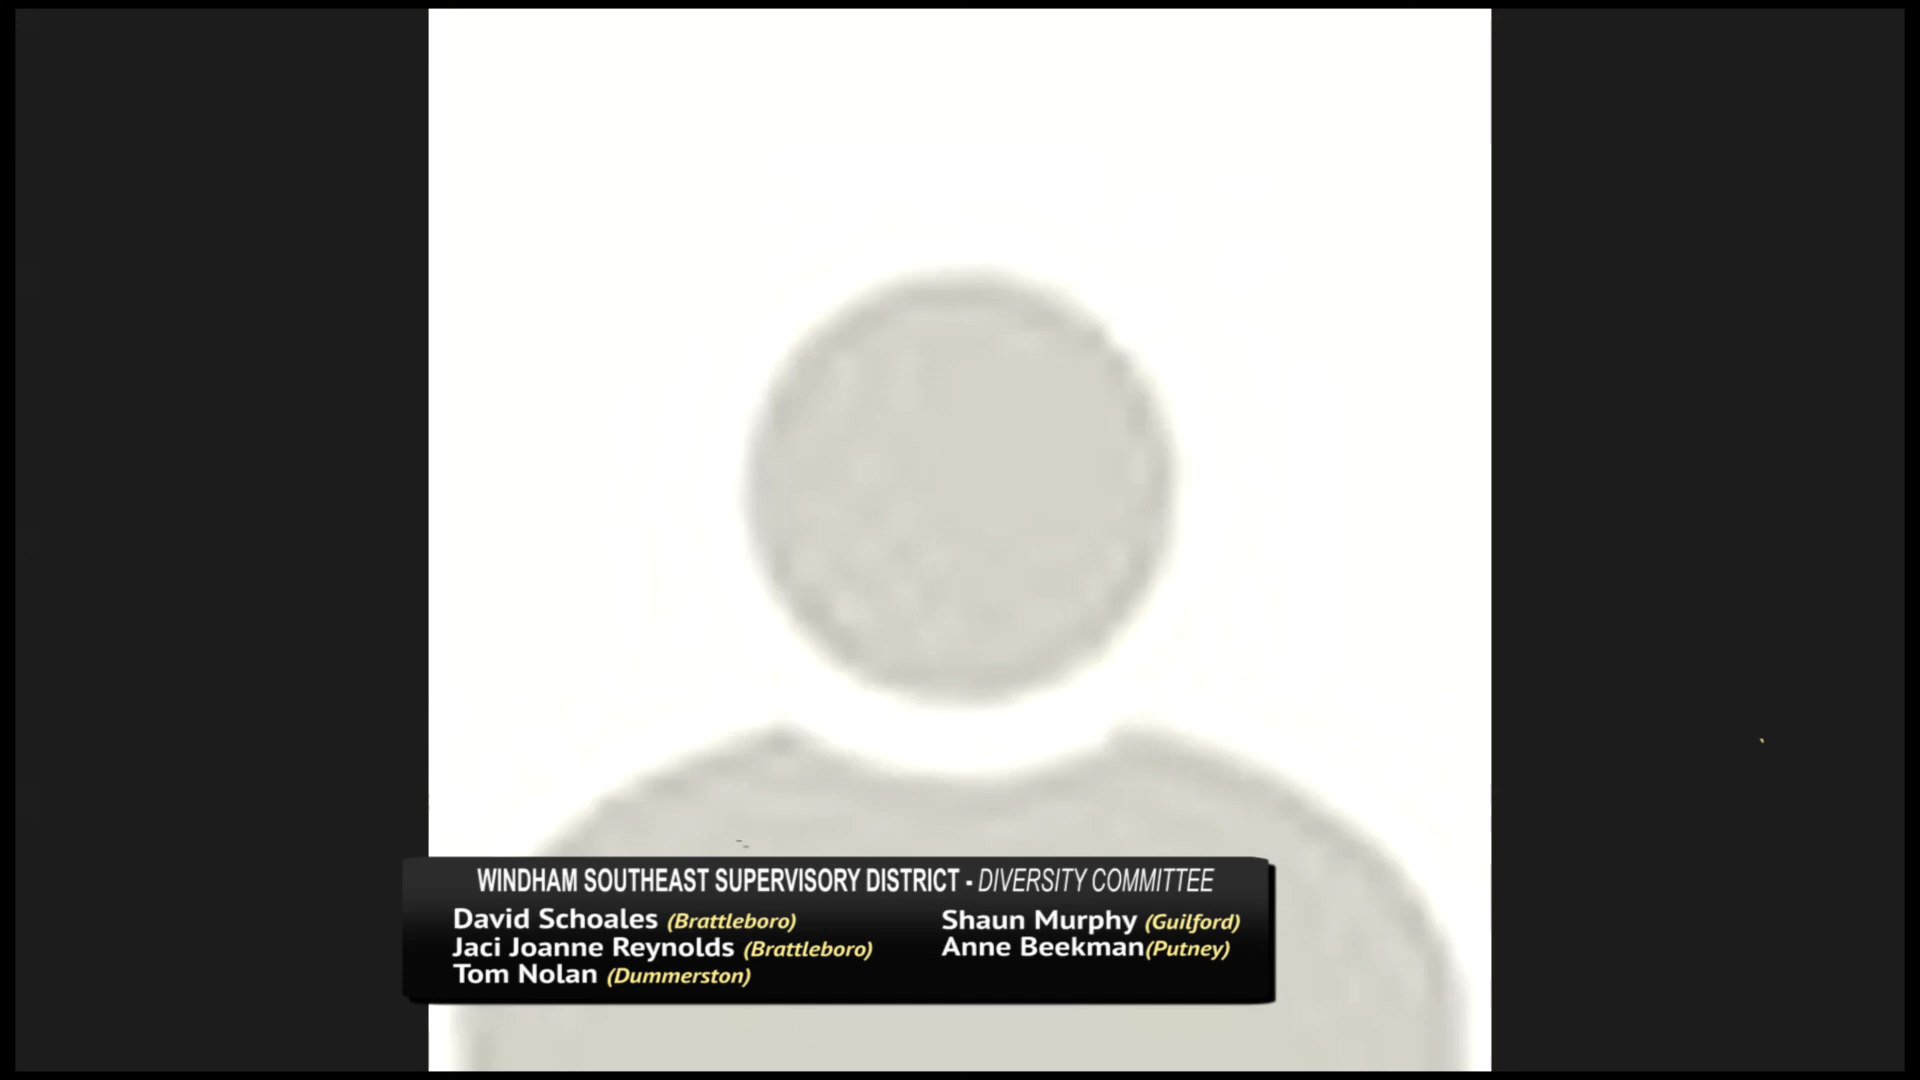 WINDHAM SOUTHEAST SUPERVISORY DISTRICT - DIVERSITY COMMITTEE
David Schoales (Brattleboro)
Jaci Joanne Reynolds (Brattleboro)
Tom Nolan (Dummerston)
Shaun Murphy (Guilford)
Anne Beekman(Putney)